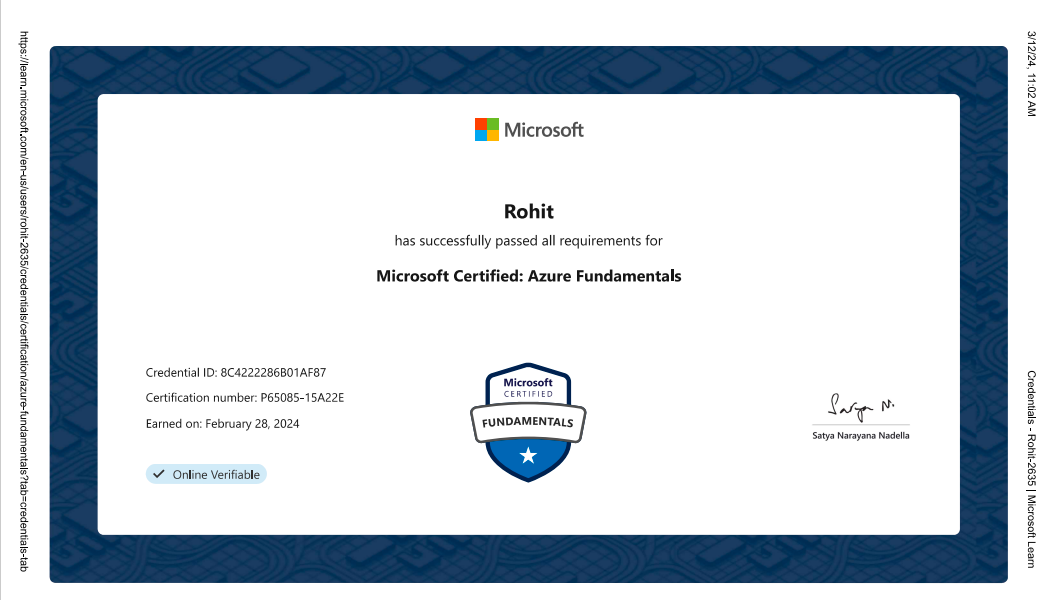 3/12/24, 11:02 AM
Credentials - Rohit-2635 | Microsoft Learn
Microsoft
Rohit
has successfully passed all requirements for
Microsoft Certified: Azure Fundamentals
Credential ID: 8C4222286B01AF87
Certification number: P65085-15A22E
Earned on: February 28, 2024
Online Verifiable
Microsoft
CERTIFIED
FUNDAMENTALS
Satya N.
Satya Narayana Nadella
https://learn.microsoft.com/en-us/users/rohit-2635/credentials/certification/azure-fundamentals?tab=credentials-tab